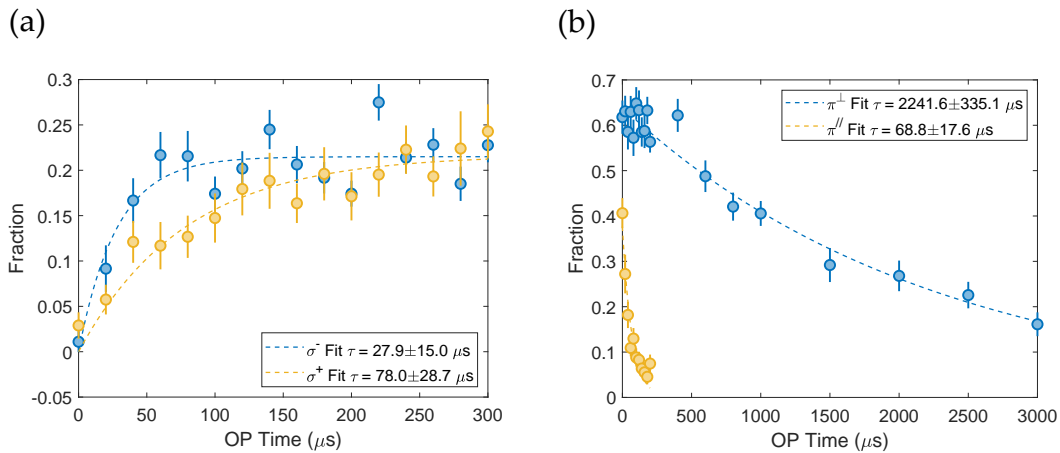 (a)
(b)
0.3
0.25
0.2
0.15
0.1
0.05
0
-0.05
Fraction
0 50 100 150 200 250 300
OP Time (μs)
σ⁻ Fit τ = 27.9±15.0 μs
σ⁺ Fit τ = 78.0±28.7 μs
0.7
0.6
0.5
0.4
0.3
0.2
0.1
0
Fraction
0 500 1000 1500 2000 2500 3000
OP Time (μs)
π^⊥ Fit τ = 2241.6±335.1 μs
π^// Fit τ = 68.8±17.6 μs